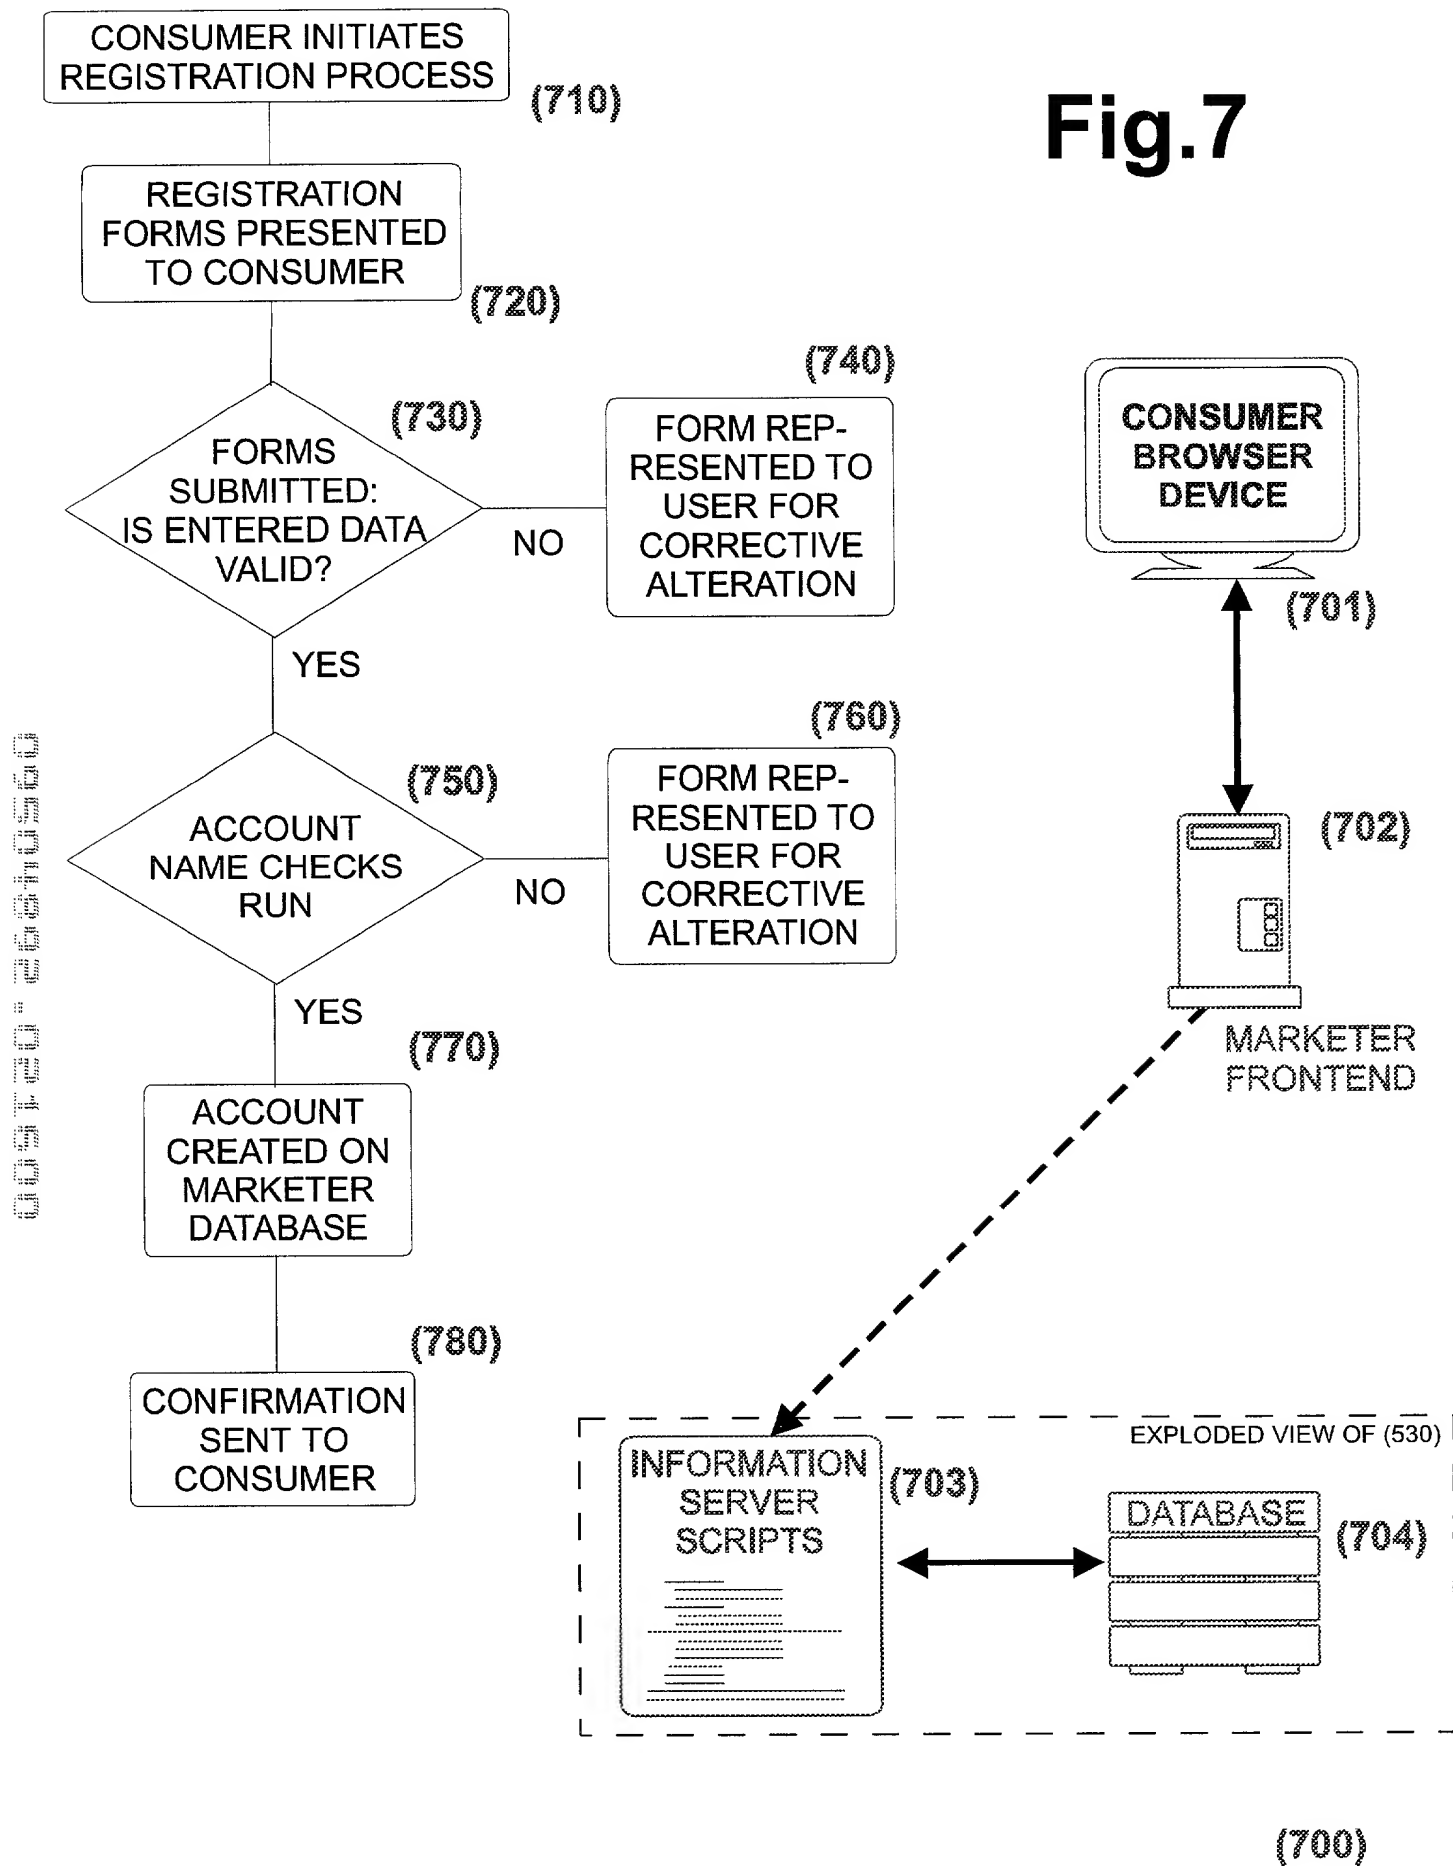 CONSUMER INITIATES
REGISTRATION PROCESS
(710)
Fig.7
REGISTRATION
FORMS PRESENTED
TO CONSUMER
(720)
(730)
FORMS
SUBMITTED:
IS ENTERED DATA
VALID?
NO
YES
(740)
FORM REP-
RESENTED TO
USER FOR
CORRECTIVE
ALTERATION
(750)
ACCOUNT
NAME CHECKS
RUN
NO
YES
(760)
FORM REP-
RESENTED TO
USER FOR
CORRECTIVE
ALTERATION
(770)
ACCOUNT
CREATED ON
MARKETER
DATABASE
(780)
CONFIRMATION
SENT TO
CONSUMER
CONSUMER
BROWSER
DEVICE
(701)
(702)
MARKETER
FRONTEND
EXPLODED VIEW OF (530)
INFORMATION
SERVER
SCRIPTS
(703)
DATABASE
(704)
(700)